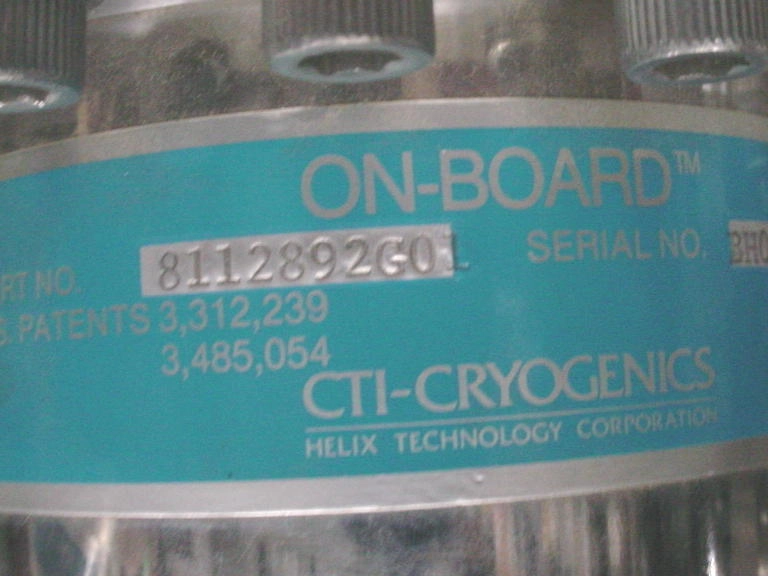 ON-BOARD™
RT NO. 8112892G01 SERIAL NO. BH0
S. PATENTS 3,312,239
3,485,054
CTI-CRYOGENICS
HELIX TECHNOLOGY CORPORATION